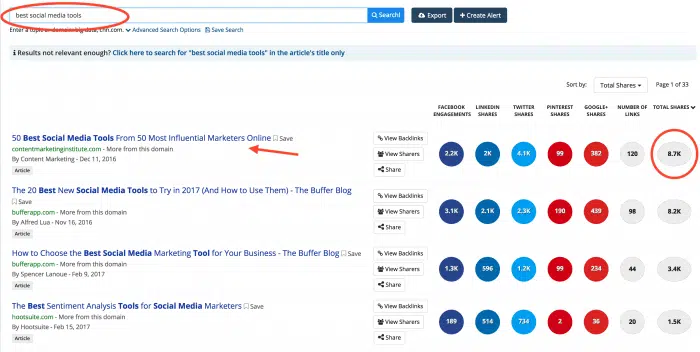 best social media tools
Search!
Export
Create Alert
Enter a topic or domain: big data, cnn.com.
Advanced Search Options
Save Search
Results not relevant enough? Click here to search for "best social media tools" in the article's title only
Sort by: Total Shares
Page 1 of 33
FACEBOOK ENGAGEMENTS
LINKEDIN SHARES
TWITTER SHARES
PINTEREST SHARES
GOOGLE+ SHARES
NUMBER OF LINKS
TOTAL SHARES
50 Best Social Media Tools From 50 Most Influential Marketers Online
Save
contentmarketinginstitute.com - More from this domain
By Content Marketing - Dec 11, 2016
Article
View Backlinks
View Sharers
Share
2.2K
2K
4.1K
99
382
120
8.7K
The 20 Best New Social Media Tools to Try in 2017 (And How to Use Them) - The Buffer Blog
Save
bufferapp.com - More from this domain
By Alfred Lua - Nov 16, 2016
Article
View Backlinks
View Sharers
Share
3.1K
2.1K
2.3K
190
439
98
8.2K
How to Choose the Best Social Media Marketing Tool for Your Business - The Buffer Blog
Save
bufferapp.com - More from this domain
By Spencer Lanoue - Feb 9, 2017
Article
View Backlinks
View Sharers
Share
1.3K
596
1.2K
99
234
44
3.4K
The Best Sentiment Analysis Tools for Social Media Marketers
Save
hootsuite.com - More from this domain
By Hootsuite - Feb 15, 2017
Article
View Backlinks
View Sharers
Share
189
514
734
2
36
20
1.5K